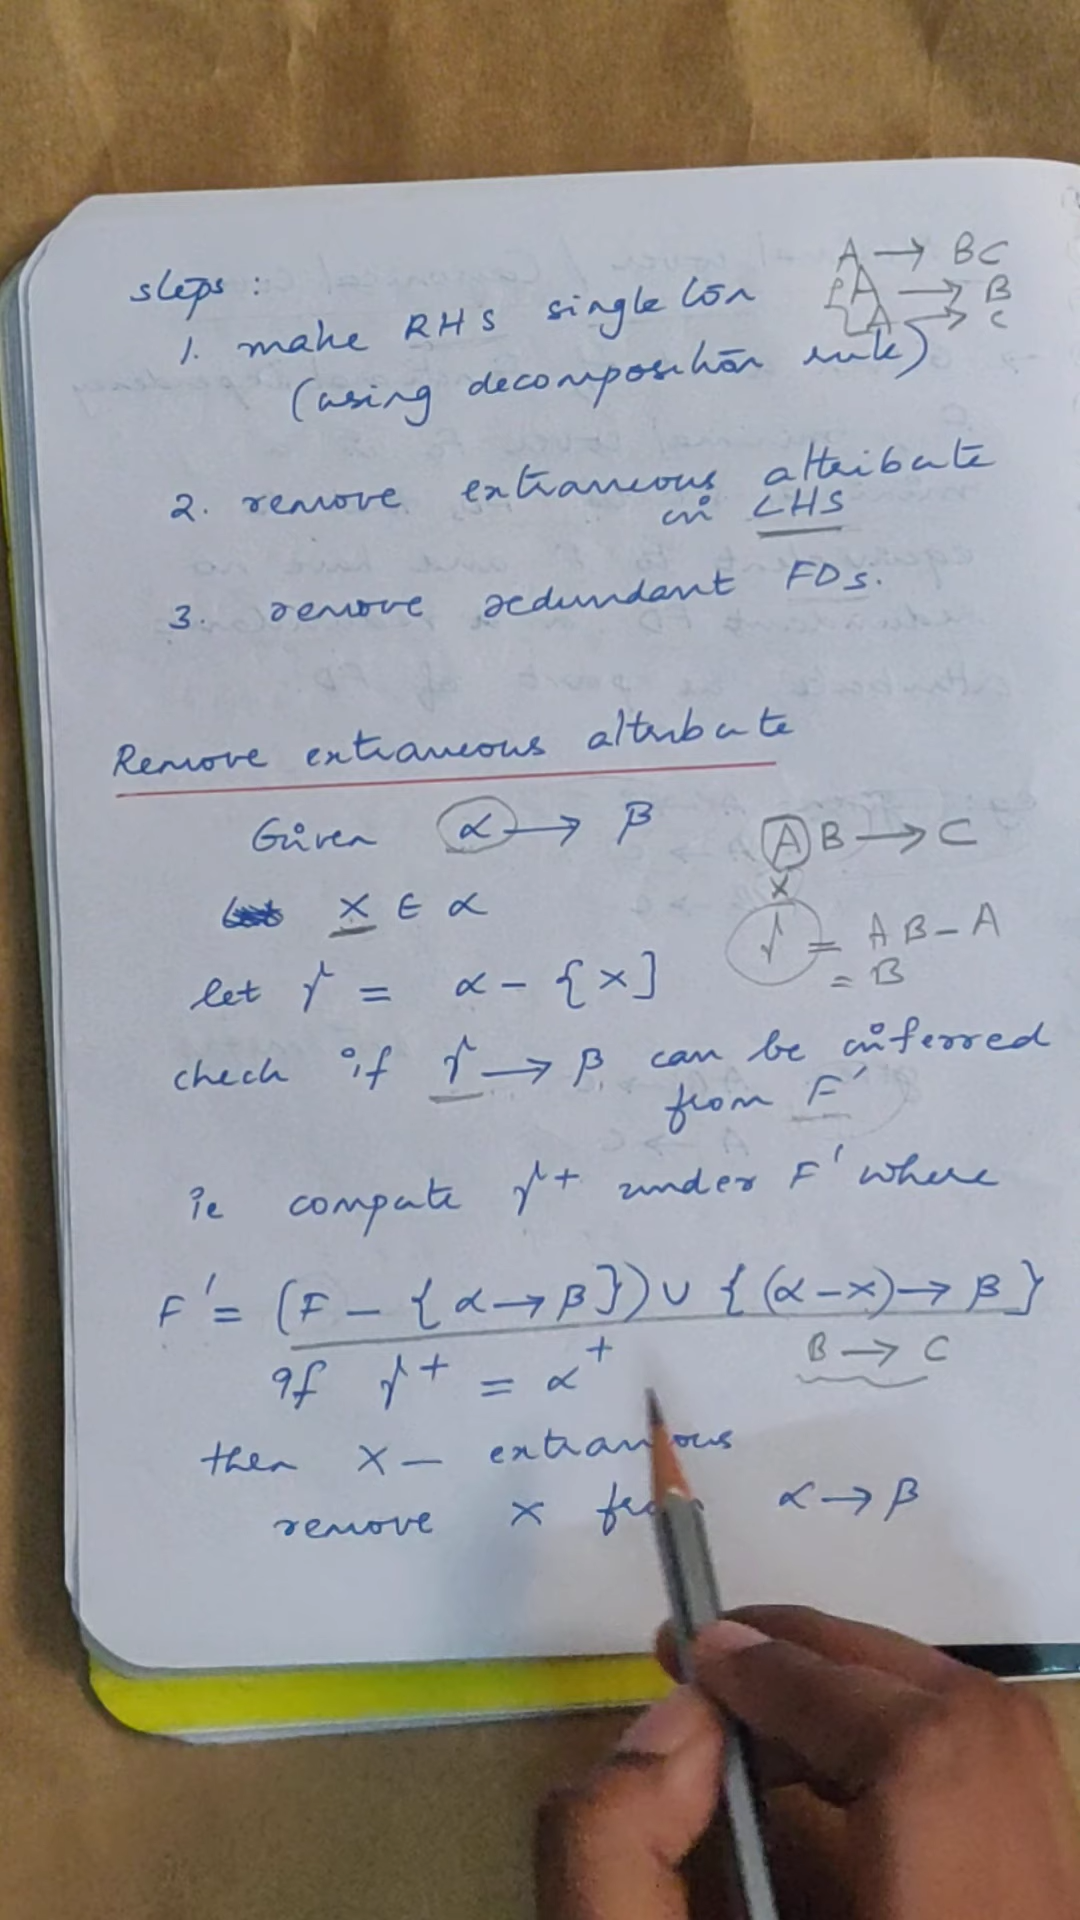 steps :
A → BC
1. make RHS singleton
A → B
A → C
(using decomposition rule)
2. remove extraneous attribute
in LHS
3. remove redundant FDs.
Remove extraneous attribute
Given α → β
AB → C
X
X ∈ α
γ = AB - A
= B
let γ = α - {x]
check if γ → β can be inferred
from F'
ie compute γ+ under F' where
F' = (F - {α → β}) ∪ {(α - x) → β}
B → C
If γ+ = α+
then X - extraneous
remove X from α → β